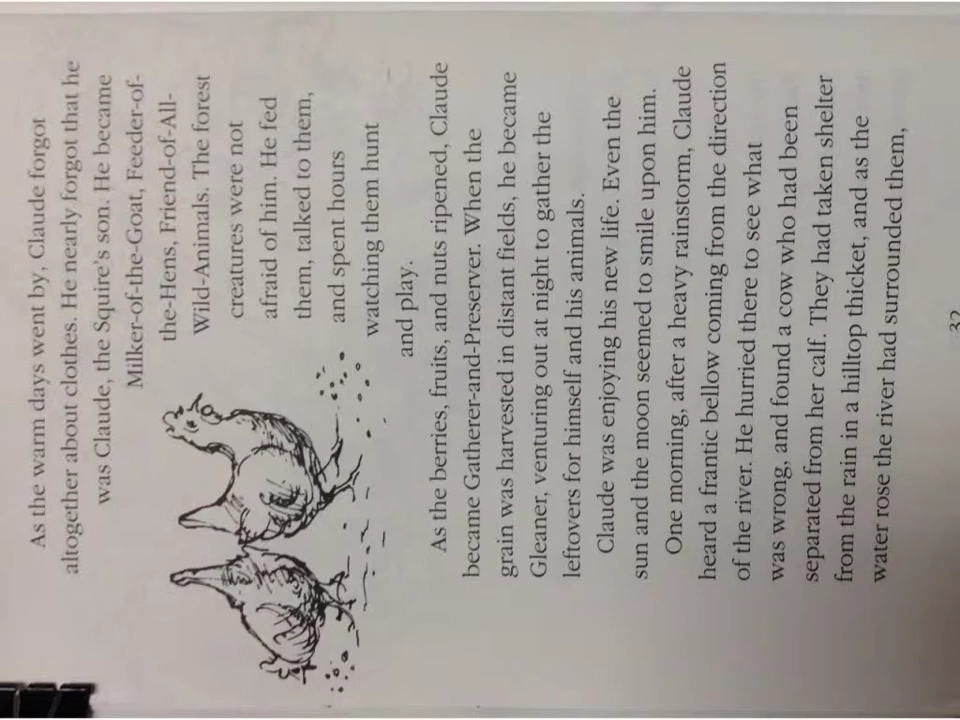 As the warm days went by, Claude forgot
altogether about clothes. He nearly forgot that he
was Claude, the Squire's son. He became
Milker-of-the-Goat, Feeder-of-
the-Hens, Friend-of-All-
Wild-Animals. The forest
creatures were not
afraid of him. He fed
them, talked to them,
and spent hours
watching them hunt
and play.
As the berries, fruits, and nuts ripened, Claude
became Gatherer-and-Preserver. When the
grain was harvested in distant fields, he became
Gleaner, venturing out at night to gather the
leftovers for himself and his animals.
Claude was enjoying his new life. Even the
sun and the moon seemed to smile upon him.
One morning, after a heavy rainstorm, Claude
heard a frantic bellow coming from the direction
of the river. He hurried there to see what
was wrong, and found a cow who had been
separated from her calf. They had taken shelter
from the rain in a hilltop thicket, and as the
water rose the river had surrounded them,